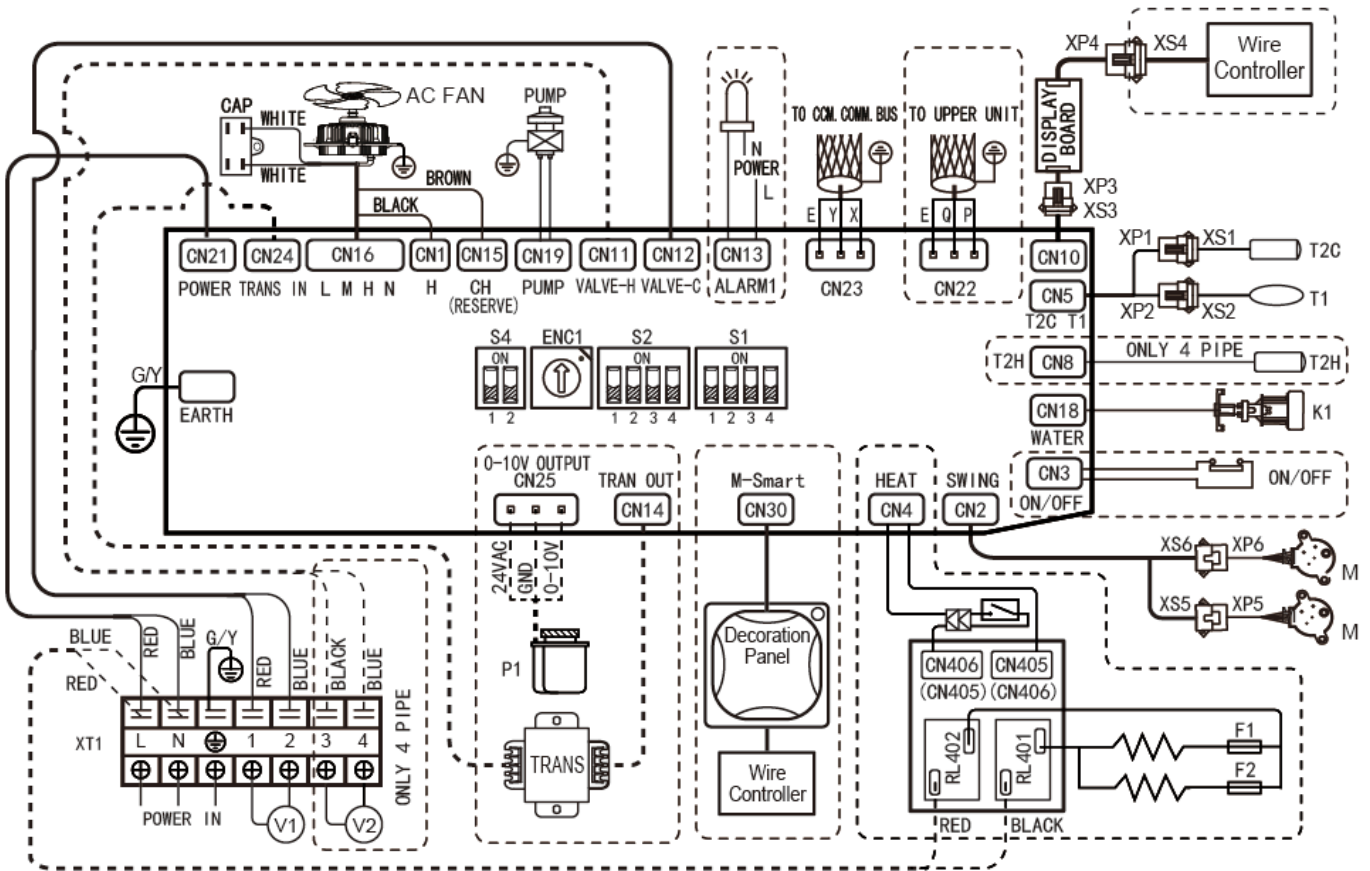 XP4 XS4 Wire
Controller
AC FAN
CAP
WHITE
WHITE
PUMP
BROWN
BLACK
N
POWER
L
TO CCM. COMM. BUS
TO UPPER UNIT
DISPLAY
BOARD
XP3
XS3
E Y X
E Q P
XP1 XS1
T2C
XP2 XS2
T1
CN21 CN24 CN16 CN1 CN15 CN19 CN11 CN12 CN13
POWER TRANS IN L M H N H CH PUMP VALVE-H VALVE-C ALARM1
(RESERVE)
CN23
CN22
CN10
CN5
T2C T1
ONLY 4 PIPE
T2H CN8 T2H
CN18
WATER
K1
CN3
ON/OFF
ON/OFF
S4 ENC1 S2 S1
ON ON ON
1 2 1 2 3 4 1 2 3 4
G/Y
EARTH
0-10V OUTPUT
CN25
TRAN OUT
CN14
M-Smart
CN30
HEAT
CN4
SWING
CN2
24VAC
GND
0-10V
P1
TRANS
Decoration
Panel
Wire
Controller
XS6 XP6
M
XS5 XP5
M
CN406 CN405
(CN405) (CN406)
RL402
RL401
F1
F2
RED BLACK
BLUE
RED
RED
BLUE
G/Y
RED
BLUE
BLACK
BLUE
XT1 L N 1 2 3 4
POWER IN
V1 V2
ONLY 4 PIPE